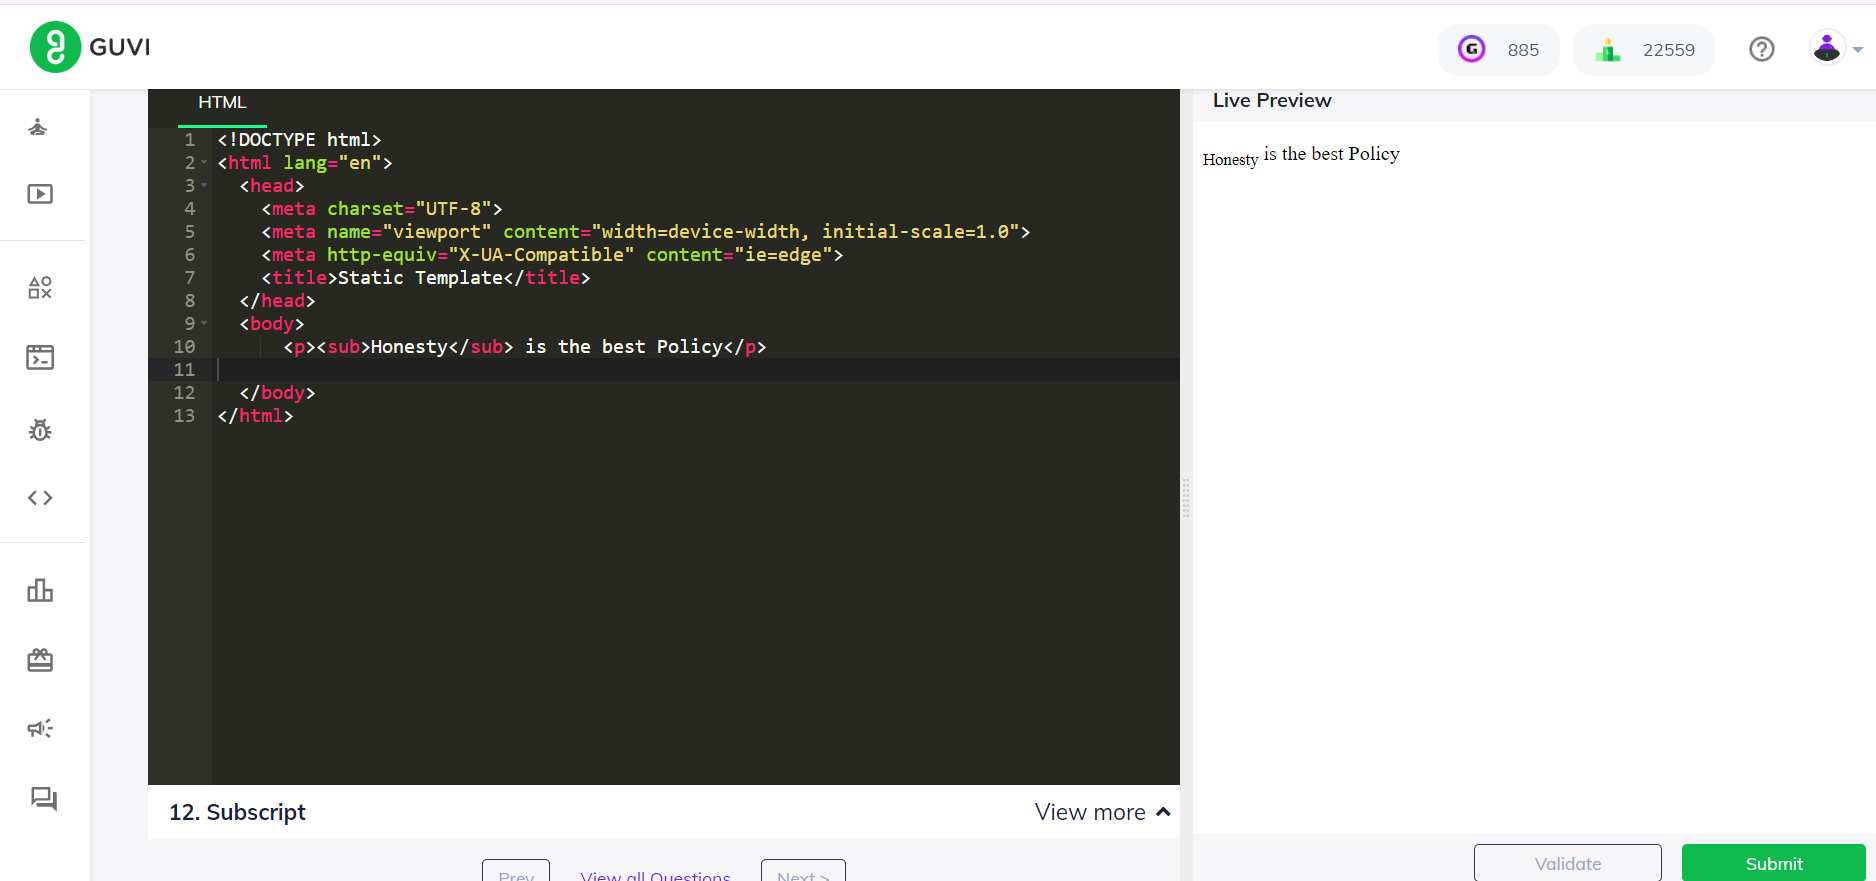 GUVI
885
22559
HTML
Live Preview
1 <!DOCTYPE html>
2 <html lang="en">
3 <head>
4 <meta charset="UTF-8">
5 <meta name="viewport" content="width=device-width, initial-scale=1.0">
6 <meta http-equiv="X-UA-Compatible" content="ie=edge">
7 <title>Static Template</title>
8 </head>
9 <body>
10 <p><sub>Honesty</sub> is the best Policy</p>
11
12 </body>
13 </html>
Honesty is the best Policy
12. Subscript
View more
Prev
View all Questions
Next >
Validate
Submit